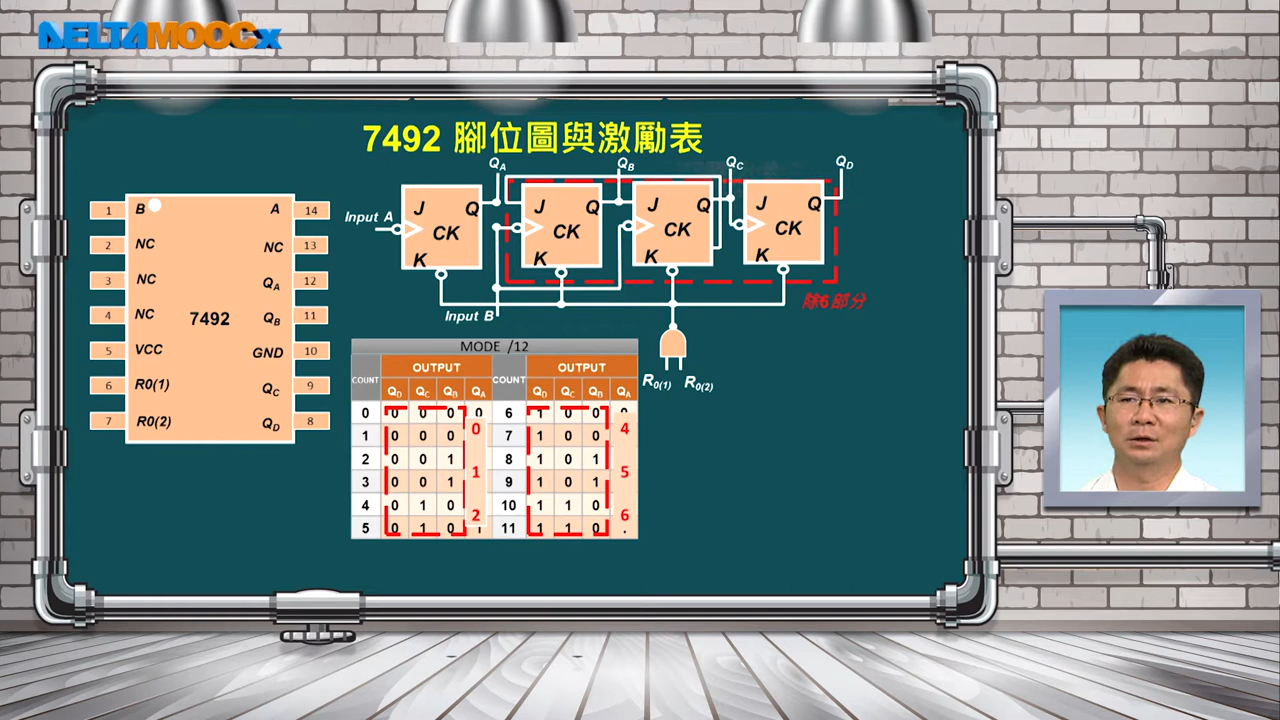 DELTAMOOCx
7492 腳位圖與激勵表
1 B A 14
2 NC NC 13
3 NC QA 12
4 NC QB 11
7492
5 VCC GND 10
6 R0(1) QC 9
7 R0(2) QD 8
QA QB QC QD
Input A
J Q J Q J Q J Q
CK CK CK CK
K K K K
除6部分
Input B
R0(1) R0(2)
MODE /12
COUNT OUTPUT COUNT OUTPUT
QD QC QB QA QD QC QB QA
0 0 0 0 0 6 1 0 0
0 4
1 0 0 0 7 1 0 0
2 0 0 1 8 1 0 1
1 5
3 0 0 1 9 1 0 1
4 0 1 0 10 1 1 0
2 6
5 0 1 0 11 1 1 0